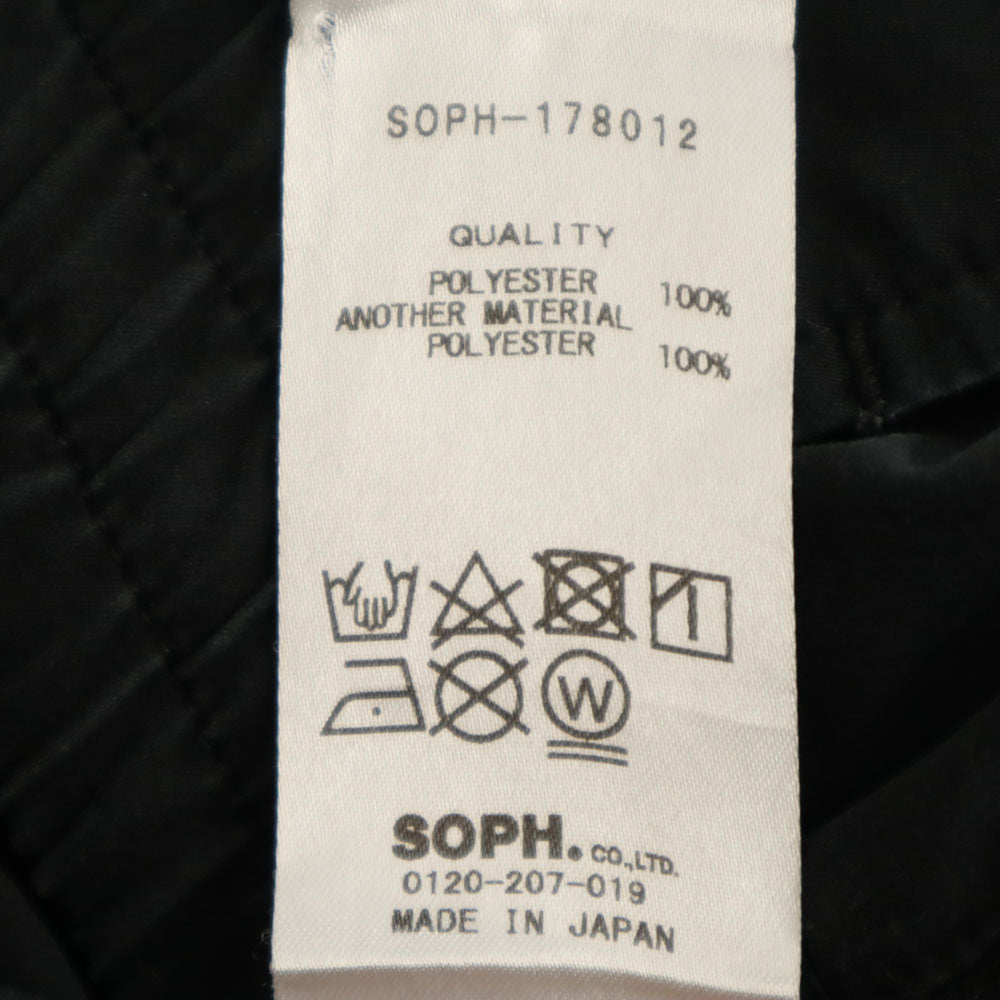 SOPH-178012
QUALITY
POLYESTER 100%
ANOTHER MATERIAL
POLYESTER 100%
W
SOPH.® CO.,LTD.
0120-207-019
MADE IN JAPAN